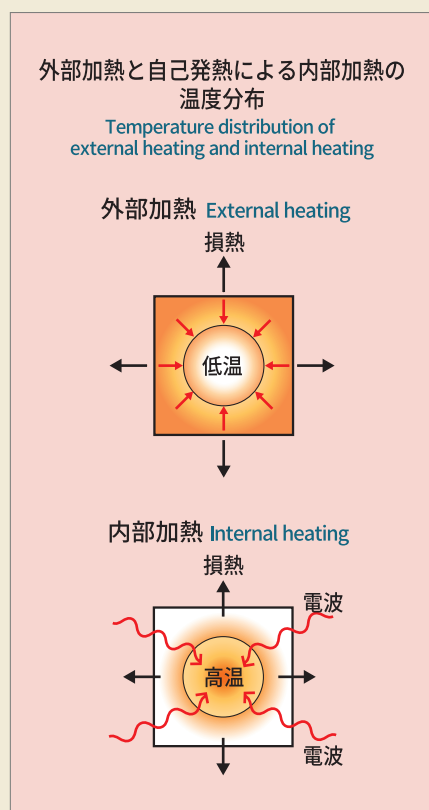 外部加熱と自己発熱による内部加熱の
温度分布
Temperature distribution of
external heating and internal heating
外部加熱 External heating
損熱
低温
内部加熱 Internal heating
損熱
電波
高温
電波